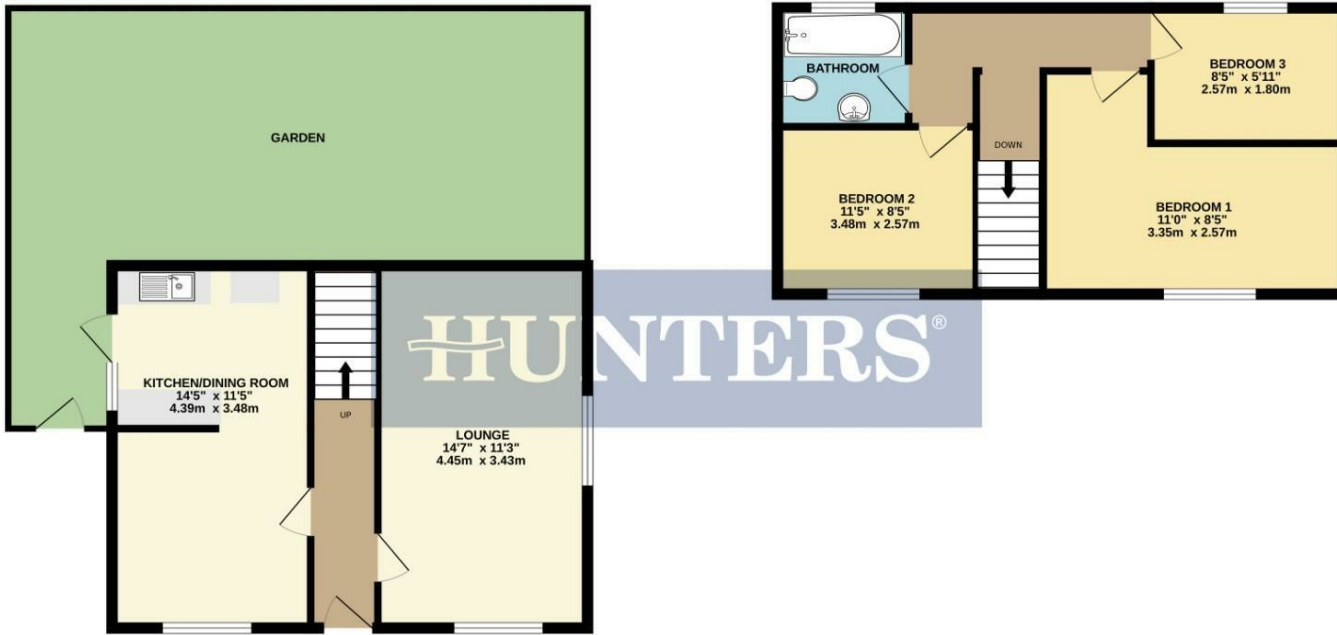 GARDEN
KITCHEN/DINING ROOM
14'5" x 11'5"
4.39m x 3.48m
UP
LOUNGE
14'7" x 11'3"
4.45m x 3.43m
HUNTERS®
BATHROOM
BEDROOM 3
8'5" x 5'11"
2.57m x 1.80m
DOWN
BEDROOM 2
11'5" x 8'5"
3.48m x 2.57m
BEDROOM 1
11'0" x 8'5"
3.35m x 2.57m